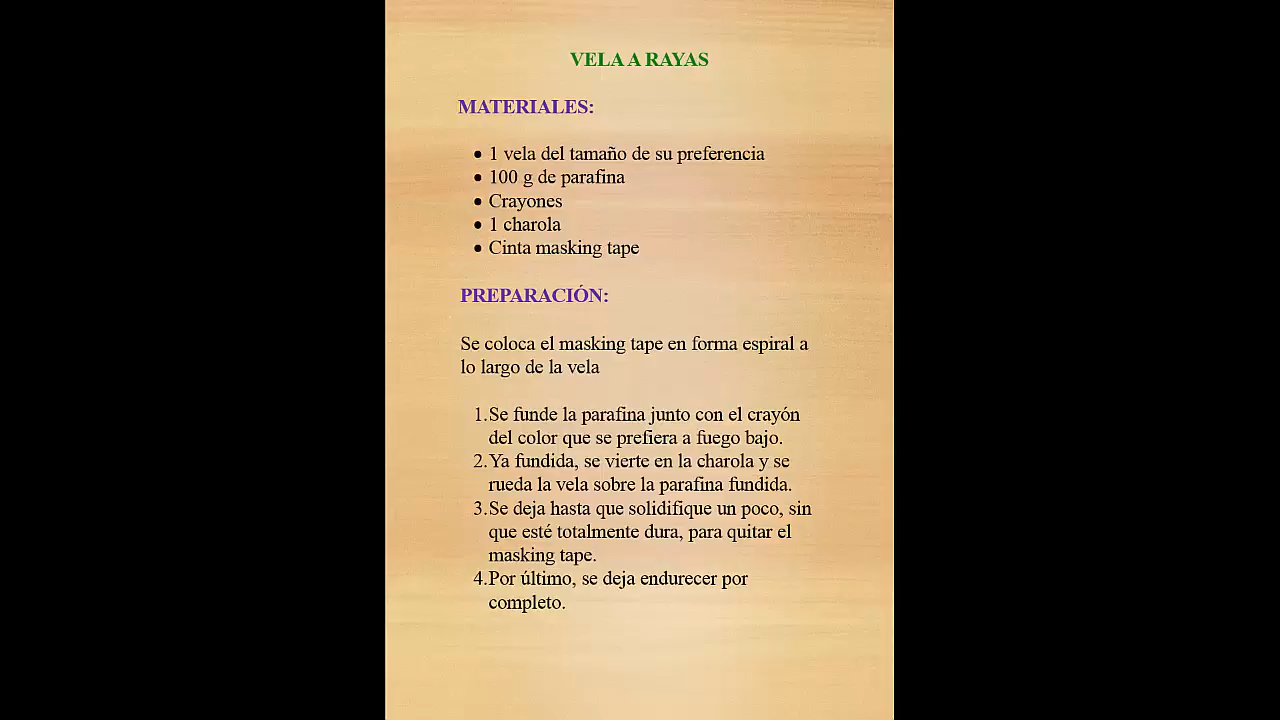 VELA A RAYAS
MATERIALES:
• 1 vela del tamaño de su preferencia
• 100 g de parafina
• Crayones
• 1 charola
• Cinta masking tape
PREPARACIÓN:
Se coloca el masking tape en forma espiral a
lo largo de la vela
1.Se funde la parafina junto con el crayón
del color que se prefiera a fuego bajo.
2.Ya fundida, se vierte en la charola y se
rueda la vela sobre la parafina fundida.
3.Se deja hasta que solidifique un poco, sin
que esté totalmente dura, para quitar el
masking tape.
4.Por último, se deja endurecer por
completo.